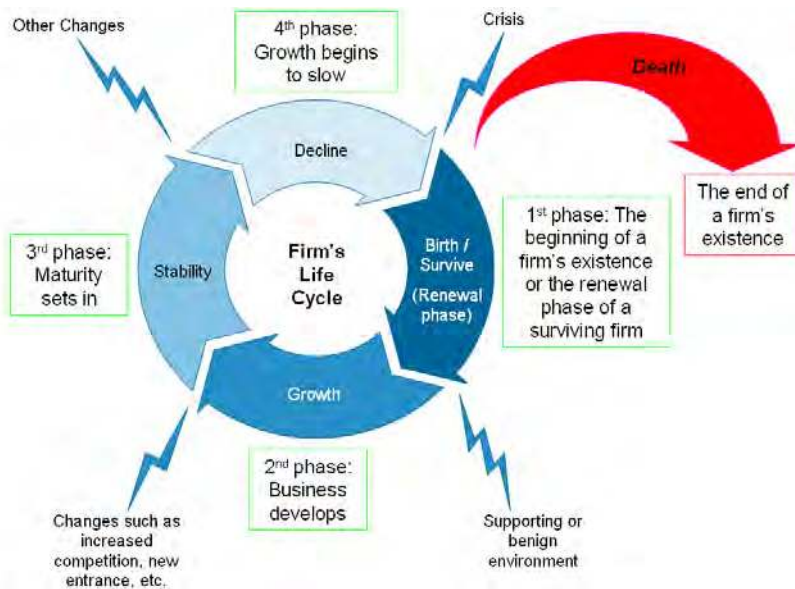 Other Changes
4th phase:
Growth begins
to slow
Crisis
Death
Decline
The end of
a firm's
existence
3rd phase:
Maturity
sets in
Stability
Firm's
Life
Cycle
Birth /
Survive
(Renewal
phase)
1st phase: The
beginning of a
firm's existence
or the renewal
phase of a
surviving firm
Growth
2nd phase:
Business
develops
Changes such as
increased
competition, new
entrance, etc.
Supporting or
benign
environment